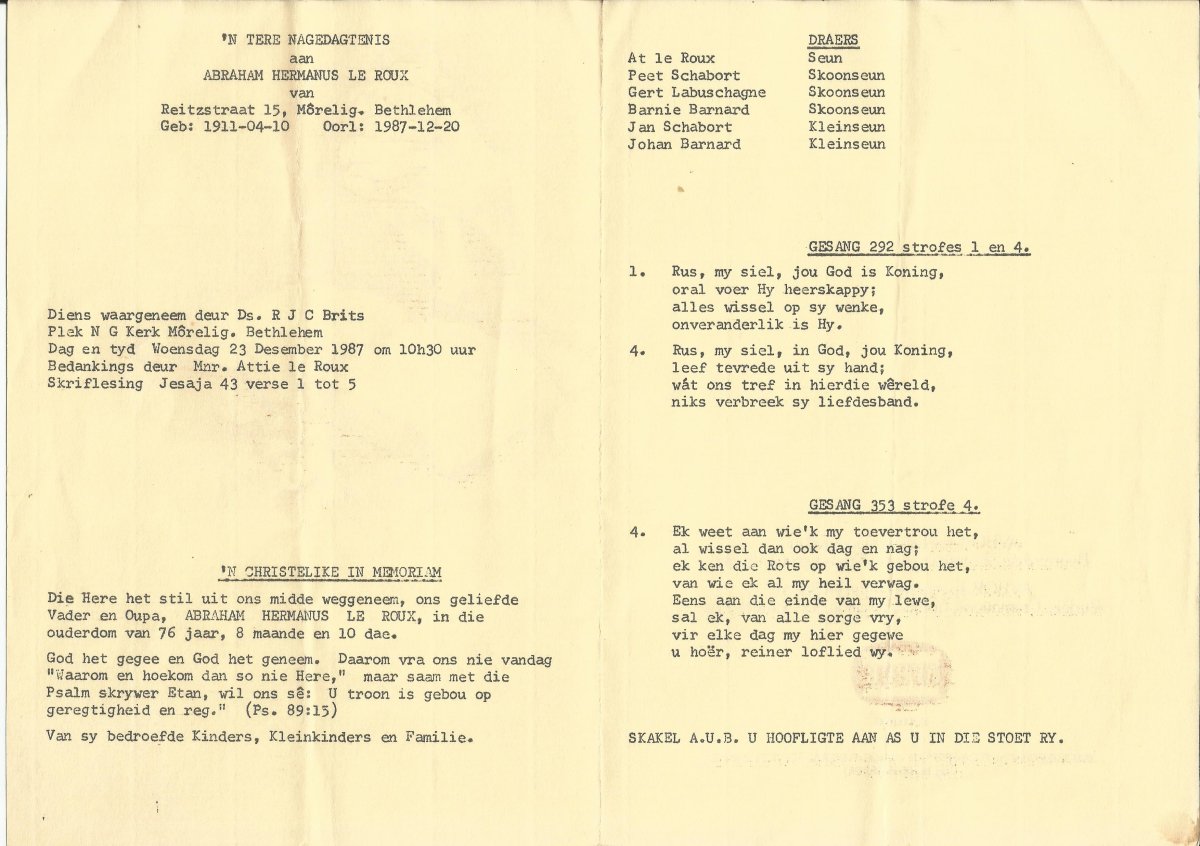 'N TERE NAGEDAGTENIS
aan
ABRAHAM HERMANUS LE ROUX
van
Reitzstraat 15, Môrelig. Bethlehem
Geb: 1911-04-10 Oorl: 1987-12-20
Diens waargeneem deur Ds. R J C Brits
Plek N G Kerk Môrelig. Bethlehem
Dag en tyd Woensdag 23 Desember 1987 om 10h30 uur
Bedankings deur Mnr. Attie le Roux
Skriflesing Jesaja 43 verse 1 tot 5
'N CHRISTELIKE IN MEMORIAM
Die Here het stil uit ons midde weggeneem, ons geliefde
Vader en Oupa, ABRAHAM HERMANUS LE ROUX, in die
ouderdom van 76 jaar, 8 maande en 10 dae.
God het gegee en God het geneem. Daarom vra ons nie vandag
"Waarom en hoekom dan so nie Here," maar saam met die
Psalm skrywer Etan, wil ons sê: U troon is gebou op
geregtigheid en reg." (Ps. 89:15)
Van sy bedroefde Kinders, Kleinkinders en Familie.
DRAERS
At le Roux Seun
Peet Schabort Skoonseun
Gert Labuschagne Skoonseun
Barnie Barnard Skoonseun
Jan Schabort Kleinseun
Johan Barnard Kleinseun
GESANG 292 strofes 1 en 4.
1. Rus, my siel, jou God is Koning,
oral voer Hy heerskappy;
alles wissel op sy wenke,
onveranderlik is Hy.
4. Rus, my siel, in God, jou Koning,
leef tevrede uit sy hand;
wát ons tref in hierdie wêreld,
niks verbreek sy liefdesband.
GESANG 353 strofe 4.
4. Ek weet aan wie'k my toevertrou het,
al wissel dan ook dag en nag;
ek ken die Rots op wie'k gebou het,
van wie ek al my heil verwag.
Eens aan die einde van my lewe,
sal ek, van alle sorge vry,
vir elke dag my hier gegewe
u hoër, reiner loflied wy.
SKAKEL A.U.B. U HOOFLIGTE AAN AS U IN DIE STOET RY.